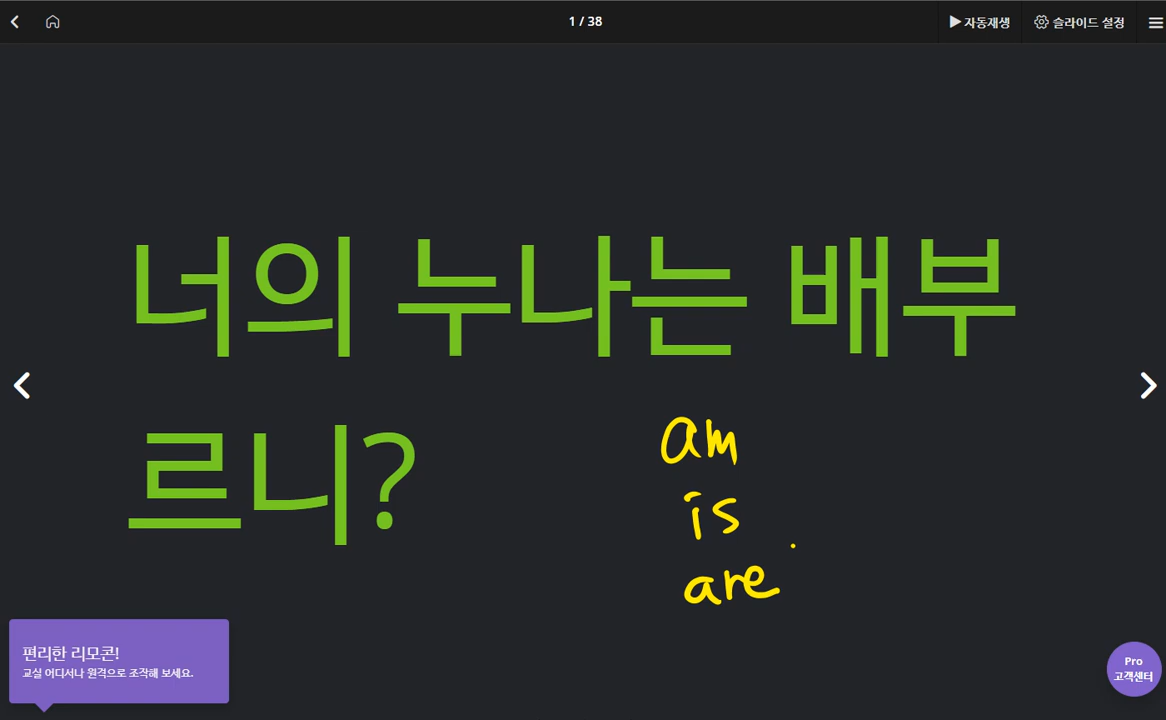 1 / 38
자동재생
슬라이드 설정
너의 누나는 배부
르니?
am
is
are
편리한 리모콘!
교실 어디서나 원격으로 조작해 보세요.
Pro
고객센터